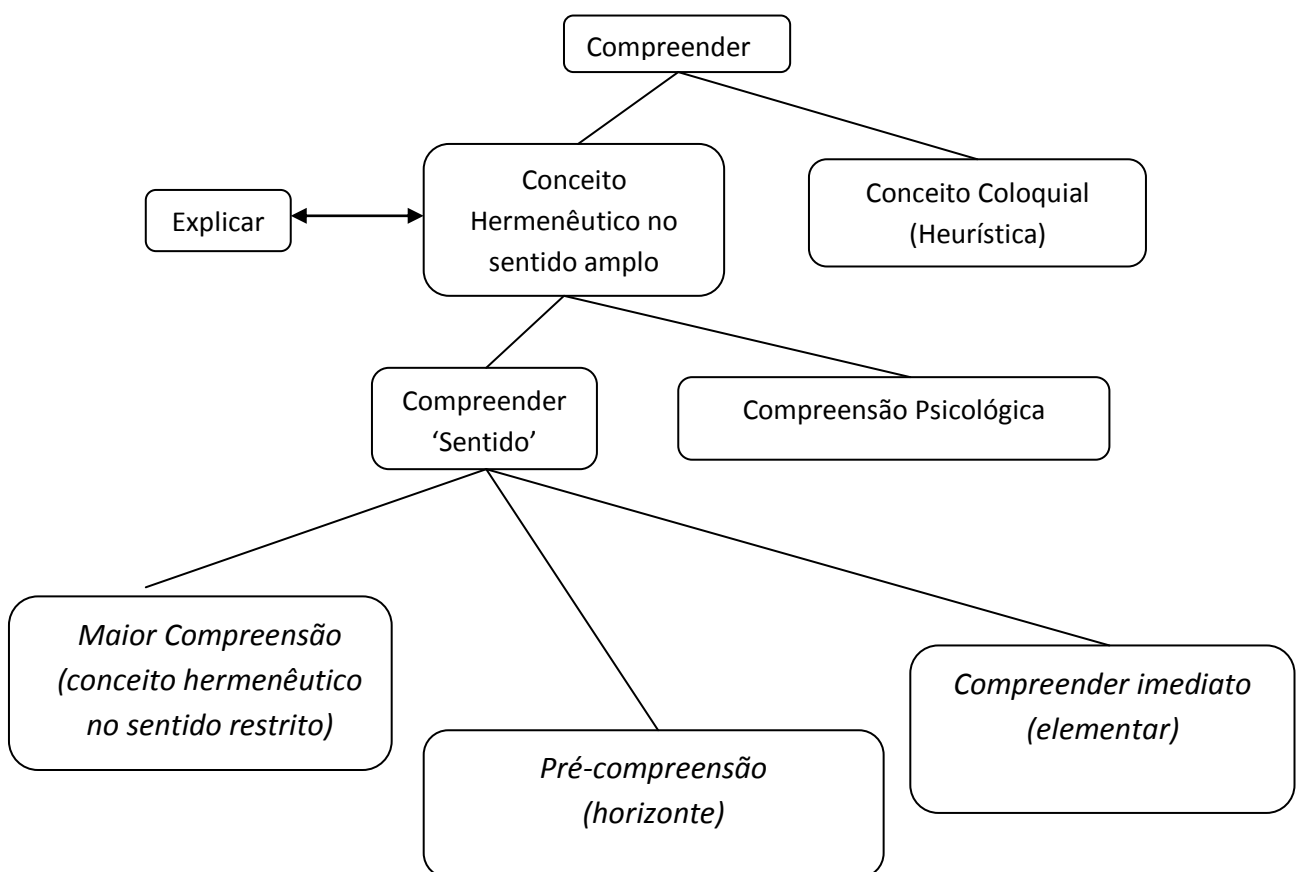 Compreender
Conceito
Hermenêutico no
sentido amplo
Explicar
Conceito Coloquial
(Heurística)
Compreender
‘Sentido’
Compreensão Psicológica
Maior Compreensão
(conceito hermenêutico
no sentido restrito)
Pré-compreensão
(horizonte)
Compreender imediato
(elementar)